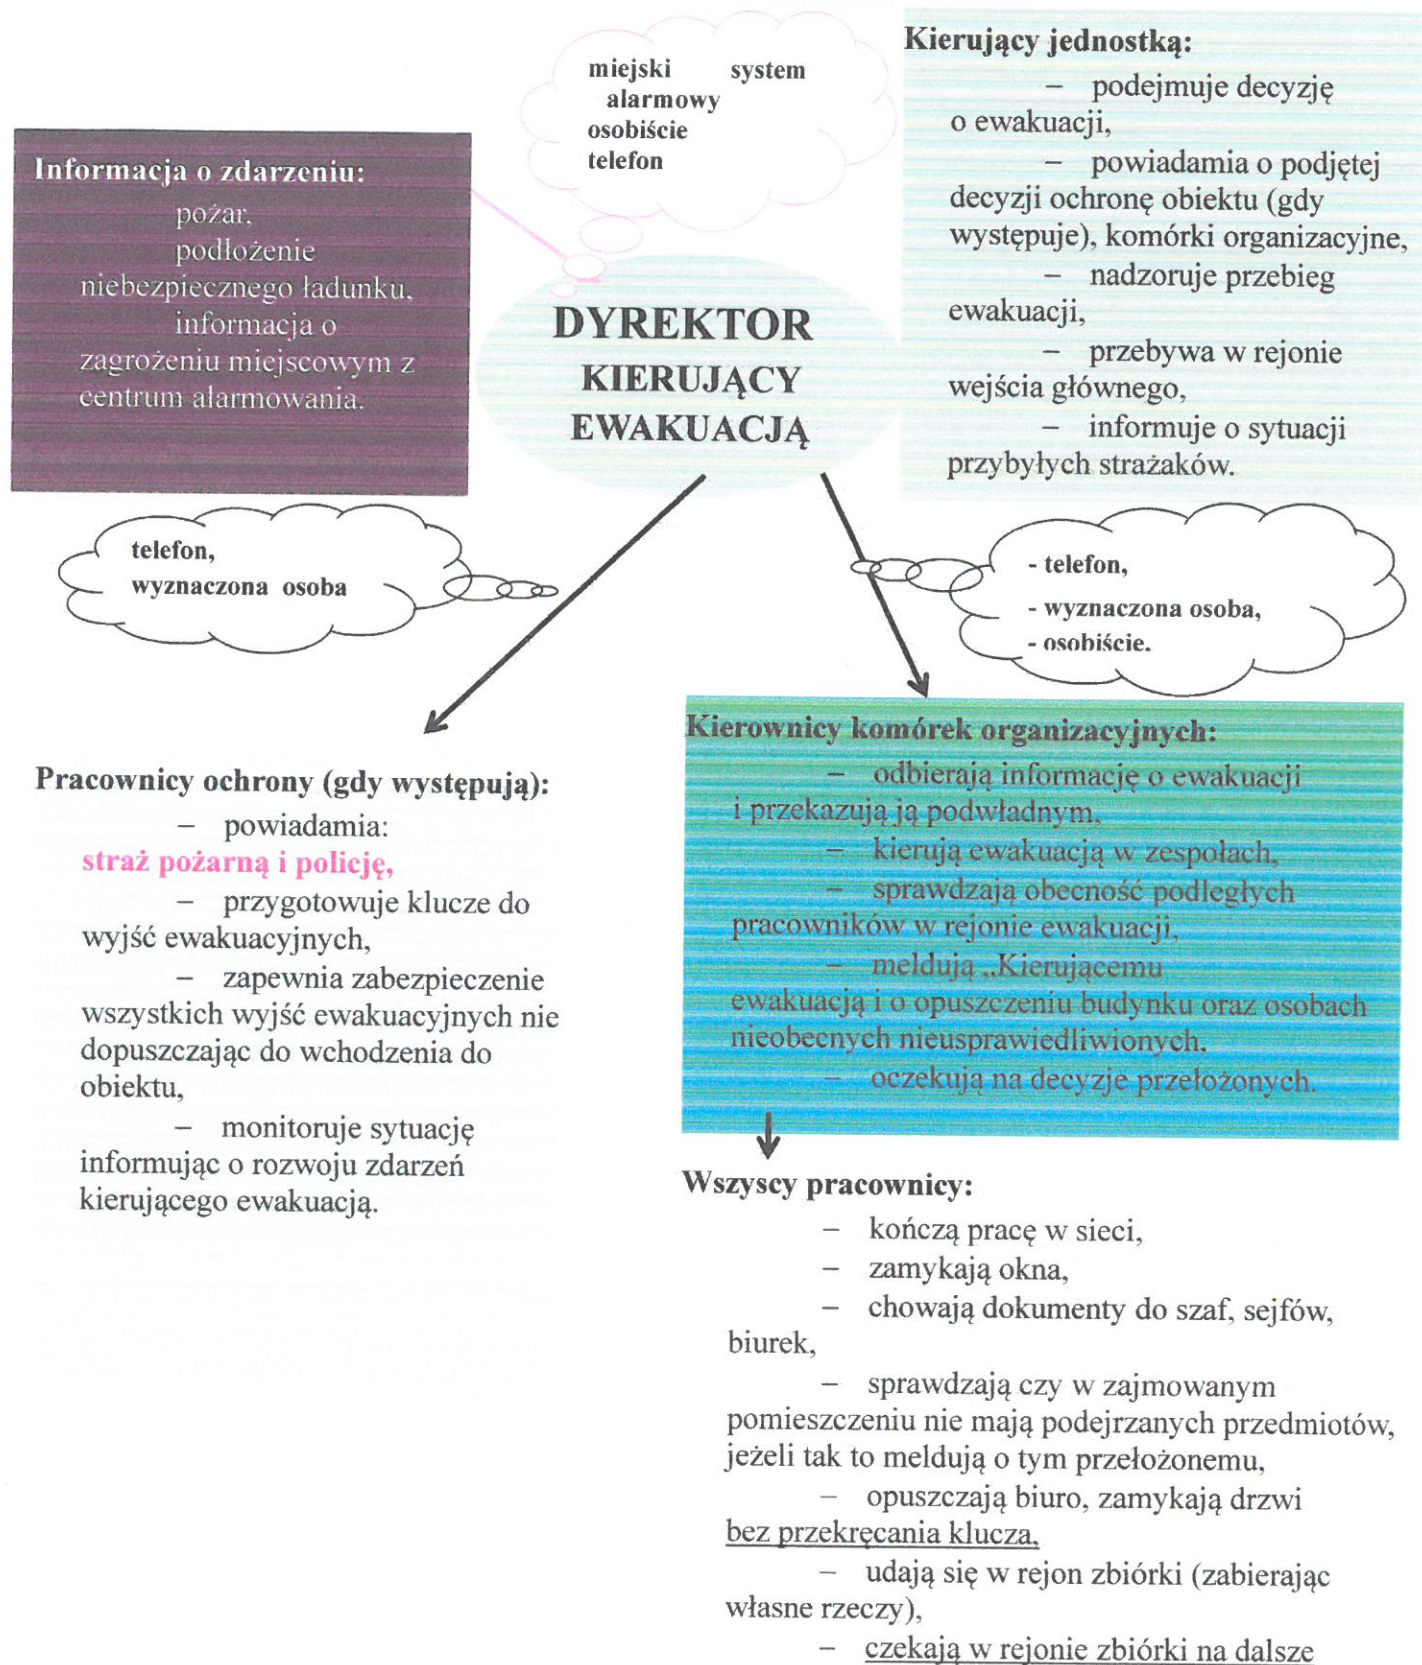 miejski system
alarmowy
osobiście
telefon
Informacja o zdarzeniu:
pożar,
podłożenie
niebezpiecznego ładunku,
informacja o
zagrożeniu miejscowym z
centrum alarmowania.
DYREKTOR
KIERUJĄCY
EWAKUACJĄ
Kierujący jednostką:
– podejmuje decyzję
o ewakuacji,
– powiadamia o podjętej
decyzji ochronę obiektu (gdy
występuje), komórki organizacyjne,
– nadzoruje przebieg
ewakuacji,
– przebywa w rejonie
wejścia głównego,
– informuje o sytuacji
przybyłych strażaków.
telefon,
wyznaczona osoba
- telefon,
- wyznaczona osoba,
- osobiście.
Pracownicy ochrony (gdy występują):
– powiadamia:
straż pożarną i policję,
– przygotowuje klucze do
wyjść ewakuacyjnych,
– zapewnia zabezpieczenie
wszystkich wyjść ewakuacyjnych nie
dopuszczając do wchodzenia do
obiektu,
– monitoruje sytuację
informując o rozwoju zdarzeń
kierującego ewakuacją.
Kierownicy komórek organizacyjnych:
– odbierają informację o ewakuacji
i przekazują ją podwładnym,
– kierują ewakuacją w zespołach,
– sprawdzają obecność podległych
pracowników w rejonie ewakuacji,
– meldują „Kierującemu
ewakuacją i o opuszczeniu budynku oraz osobach
nieobecnych nieusprawiedliwionych,
– oczekują na decyzje przełożonych.
Wszyscy pracownicy:
– kończą pracę w sieci,
– zamykają okna,
– chowają dokumenty do szaf, sejfów,
biurek,
– sprawdzają czy w zajmowanym
pomieszczeniu nie mają podejrzanych przedmiotów,
jeżeli tak to meldują o tym przełożonemu,
– opuszczają biuro, zamykają drzwi
bez przekręcania klucza,
– udają się w rejon zbiórki (zabierając
własne rzeczy),
– czekają w rejonie zbiórki na dalsze